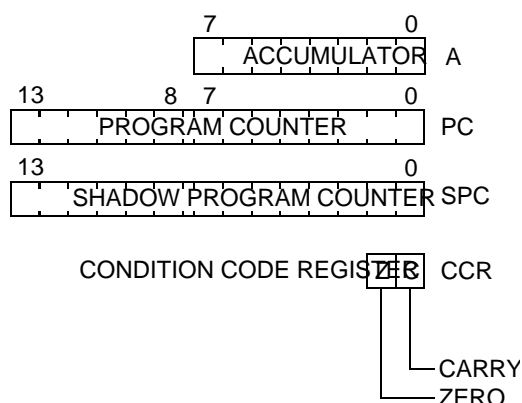 7 0
ACCUMULATOR A
13 8 7 0
PROGRAM COUNTER PC
13 0
SHADOW PROGRAM COUNTER SPC
CONDITION CODE REGISTER Z C CCR
CARRY
ZERO